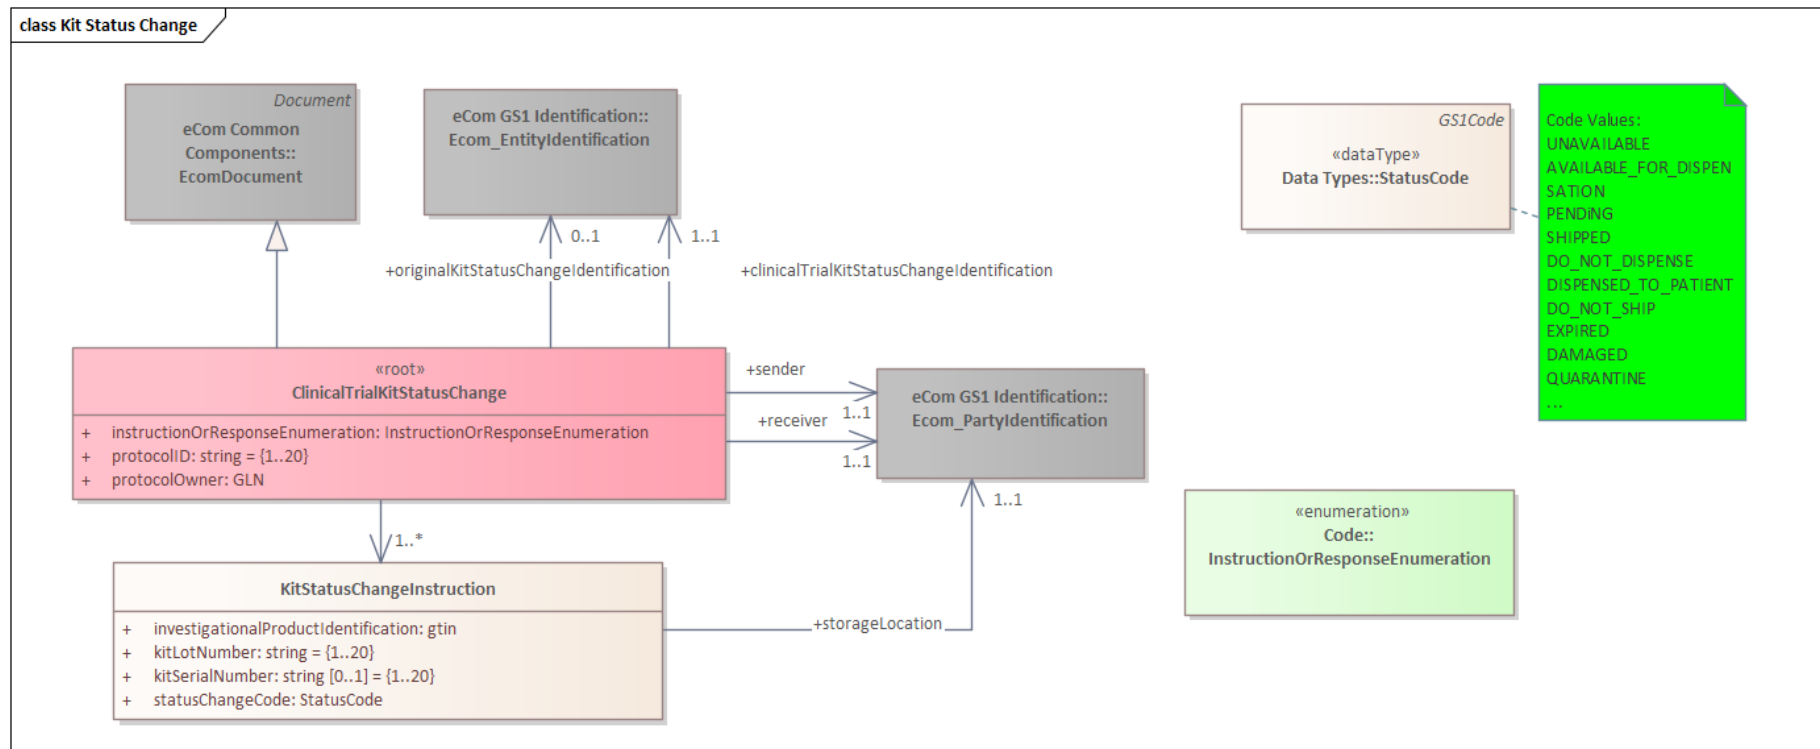 class Kit Status Change
Document
eCom Common
Components::
EcomDocument
eCom GS1 Identification::
Ecom_EntityIdentification
0..1
1..1
+originalKitStatusChangeIdentification
+clinicalTrialKitStatusChangeIdentification
«root»
ClinicalTrialKitStatusChange
+ instructionOrResponseEnumeration: InstructionOrResponseEnumeration
+ protocolID: string = {1..20}
+ protocolOwner: GLN
+sender
1..1
+receiver
1..1
eCom GS1 Identification::
Ecom_PartyIdentification
1..1
1..*
KitStatusChangeInstruction
+ investigationalProductIdentification: gtin
+ kitLotNumber: string = {1..20}
+ kitSerialNumber: string [0..1] = {1..20}
+ statusChangeCode: StatusCode
+storageLocation
GS1Code
«dataType»
Data Types::StatusCode
Code Values:
UNAVAILABLE
AVAILABLE_FOR_DISPEN
SATION
PENDING
SHIPPED
DO_NOT_DISPENSE
DISPENSED_TO_PATIENT
DO_NOT_SHIP
EXPIRED
DAMAGED
QUARANTINE
...
«enumeration»
Code::
InstructionOrResponseEnumeration